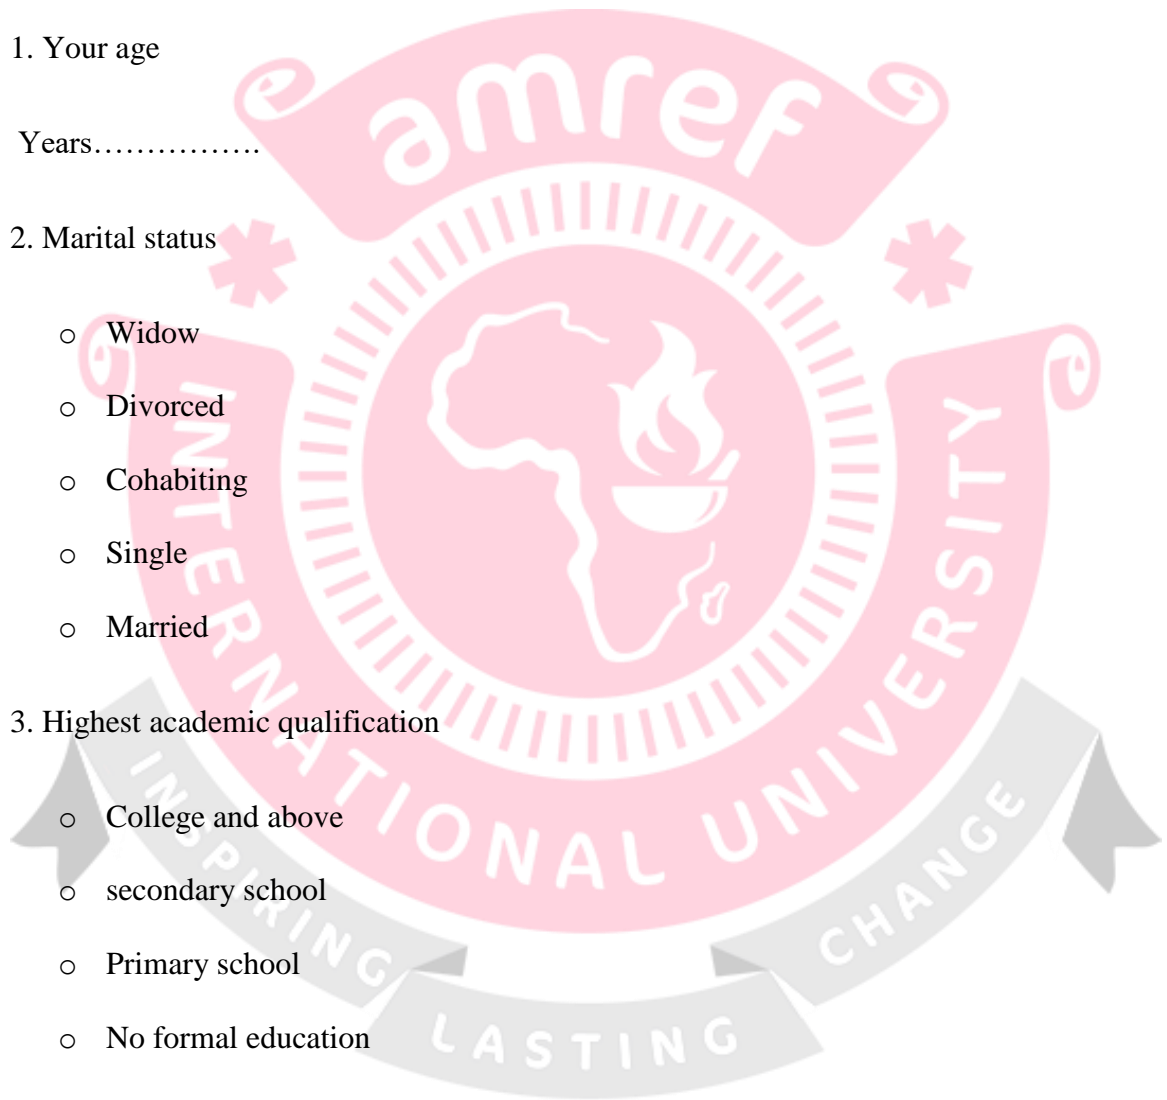 1. Your age
Years…………….
2. Marital status
o Widow
o Divorced
o Cohabiting
o Single
o Married
3. Highest academic qualification
o College and above
o secondary school
o Primary school
o No formal education
amref
INTERNATIONAL UNIVERSITY
INSPIRING LASTING CHANGE